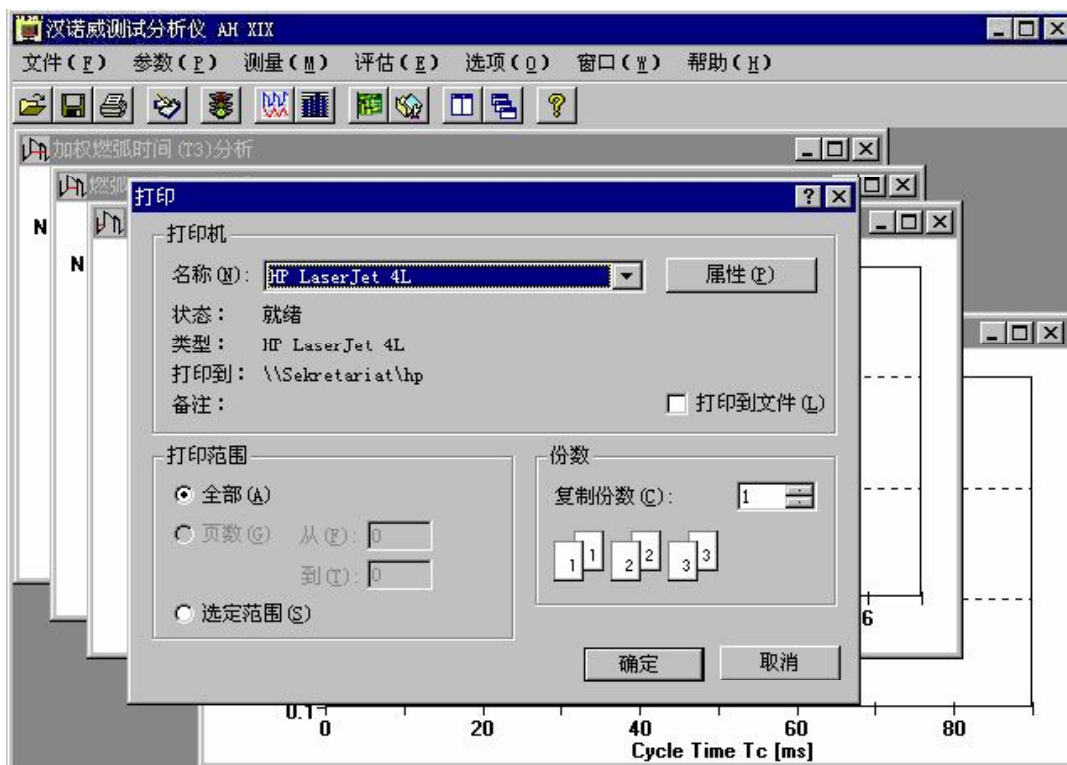 汉诺威测试分析仪 AH XIX
文件(F) 参数(P) 测量(M) 评估(E) 选项(O) 窗口(W) 帮助(H)
加权燃弧时间(T3)分析
燃弧
打印
N
N
打印机
名称(N): HP LaserJet 4L 属性(P)
状态： 就绪
类型： HP LaserJet 4L
打印到： \\Sekretariat\hp
备注： 打印到文件(L)
打印范围
全部(A)
页数(G) 从(F): 0
到(T): 0
选定范围(S)
份数
复制份数(C): 1
1 1 2 2 3 3
确定 取消
6
0.1
0 20 40 60 80
Cycle Time Tc [ms]